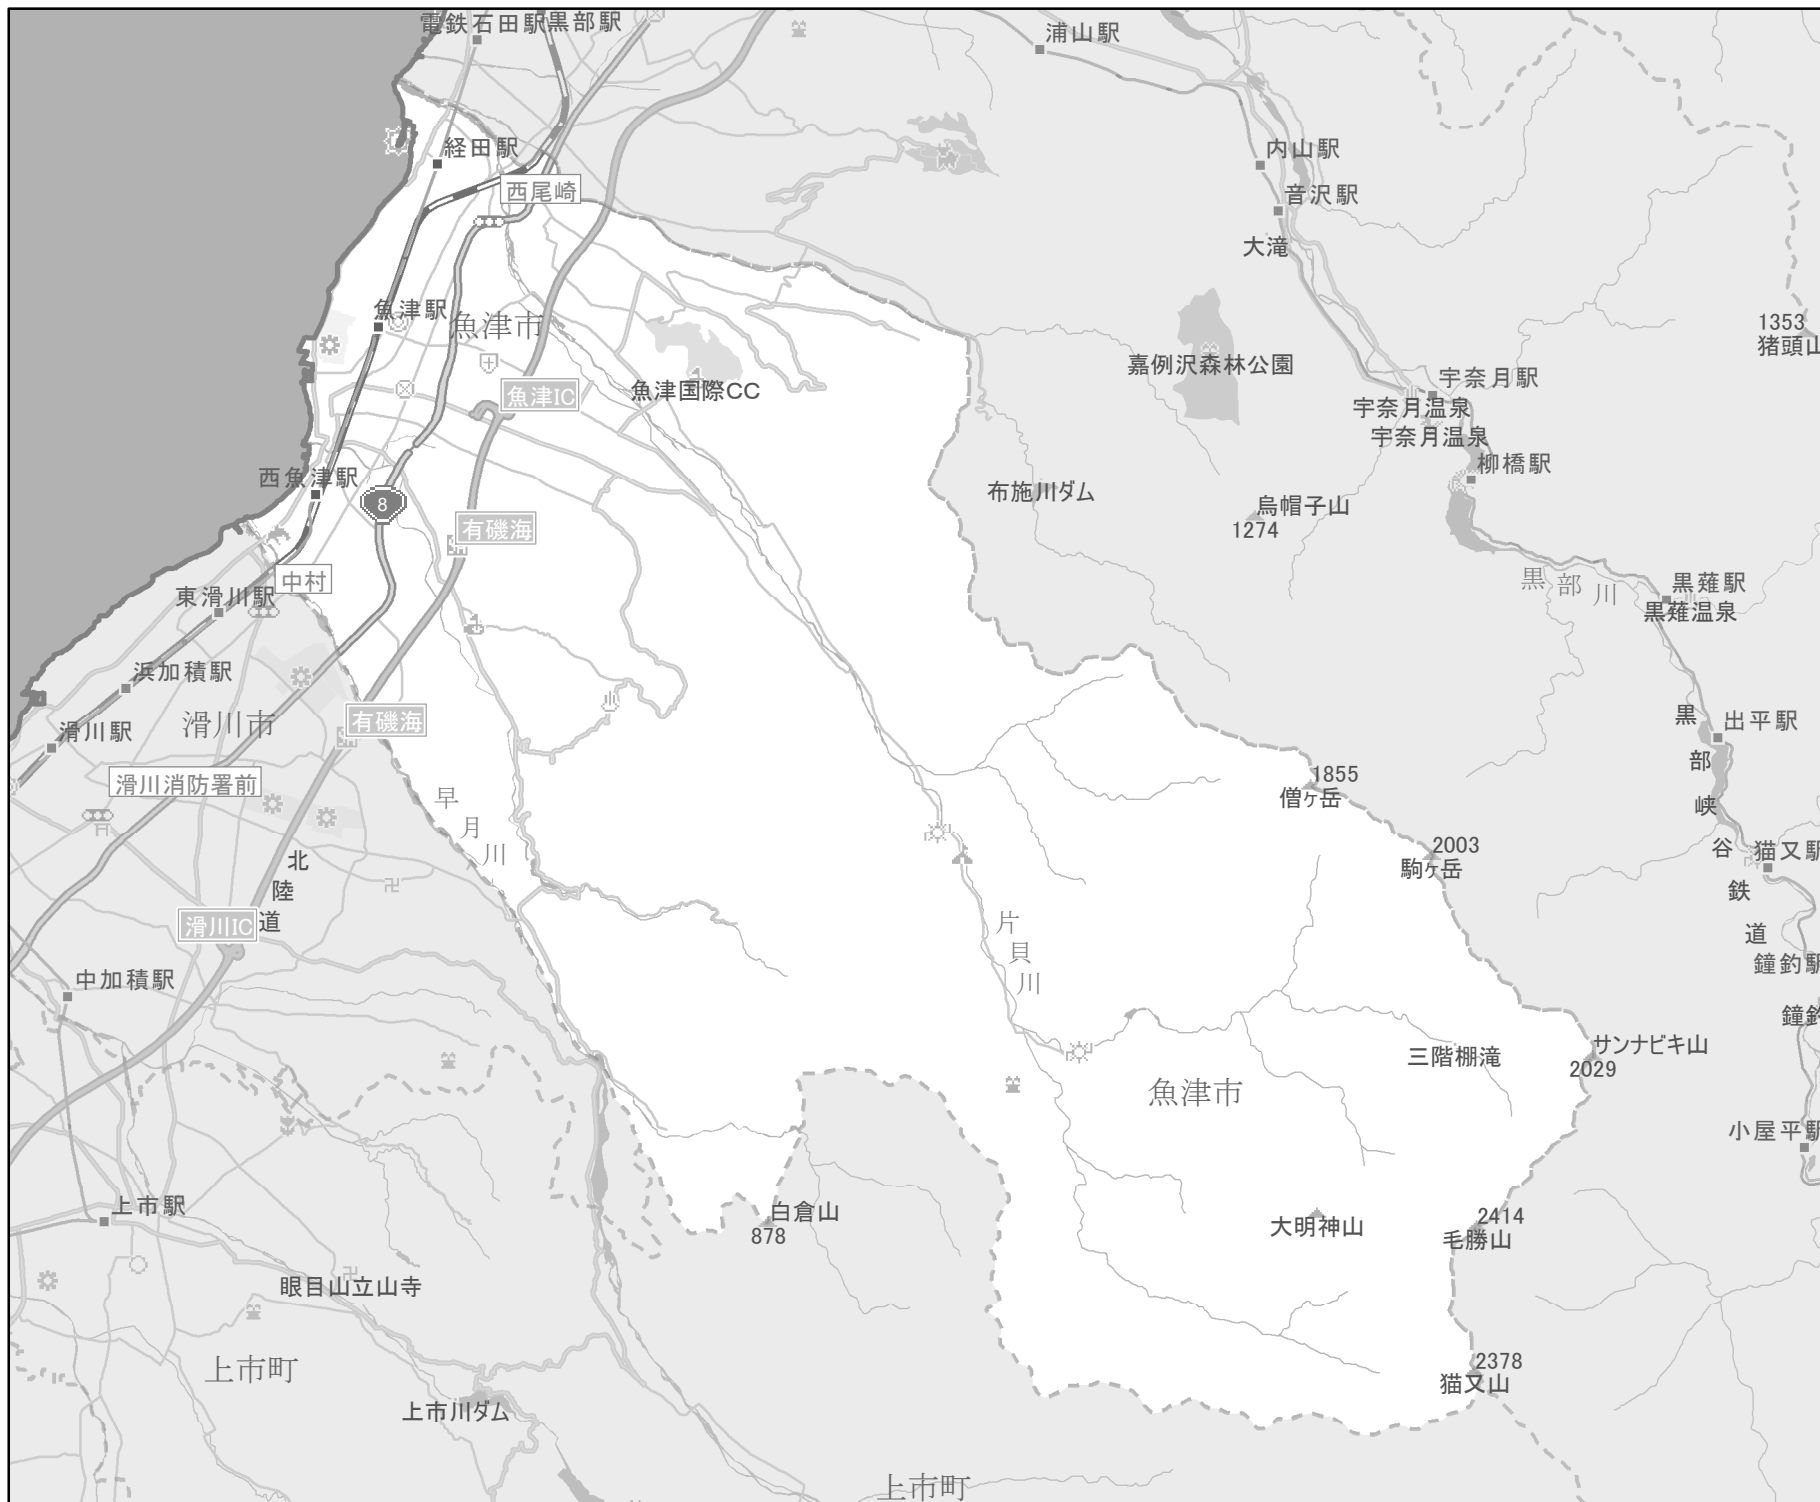 電鉄石田駅
黒部駅
浦山駅
経田駅
内山駅
西尾崎
音沢駅
大滝
魚津駅
魚津市
1353
猪頭山
嘉例沢森林公園
魚津国際CC
魚津IC
宇奈月駅
宇奈月温泉
宇奈月温泉
柳橋駅
西魚津駅
8
布施川ダム
烏帽子山
1274
有磯海
中村
東滑川駅
黒部川
黒薙駅
黒薙温泉
浜加積駅
滑川市
有磯海
滑川駅
出平駅
黒部峡谷鉄道
滑川消防署前
1855
僧ヶ岳
早月川
2003
駒ヶ岳
猫又駅
北陸道
滑川IC
片貝川
鐘釣駅
中加積駅
鐘釣
サンナビキ山
2029
三階棚滝
魚津市
小屋平駅
上市駅
白倉山
878
大明神山
2414
毛勝山
眼目山立山寺
上市町
2378
猫又山
上市川ダム
上市町